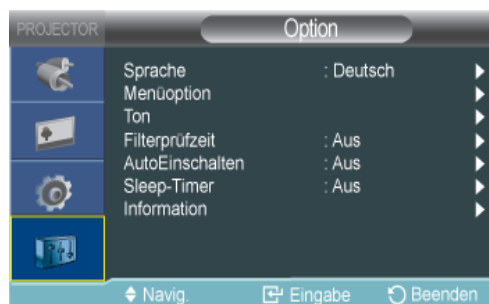 PROJECTOR
Option
Sprache : Deutsch
Menüoption
Ton
Filterprüfzeit : Aus
AutoEinschalten : Aus
Sleep-Timer : Aus
Information
Navig. Eingabe Beenden